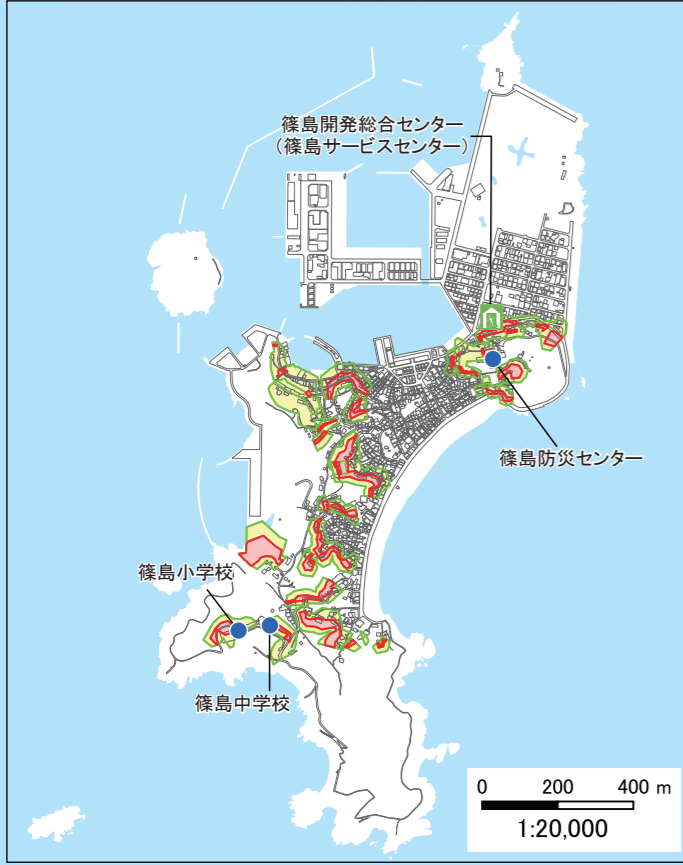 篠島開発総合センター
（篠島サービスセンター）
篠島防災センター
篠島小学校
篠島中学校
0 200 400 m
1:20,000